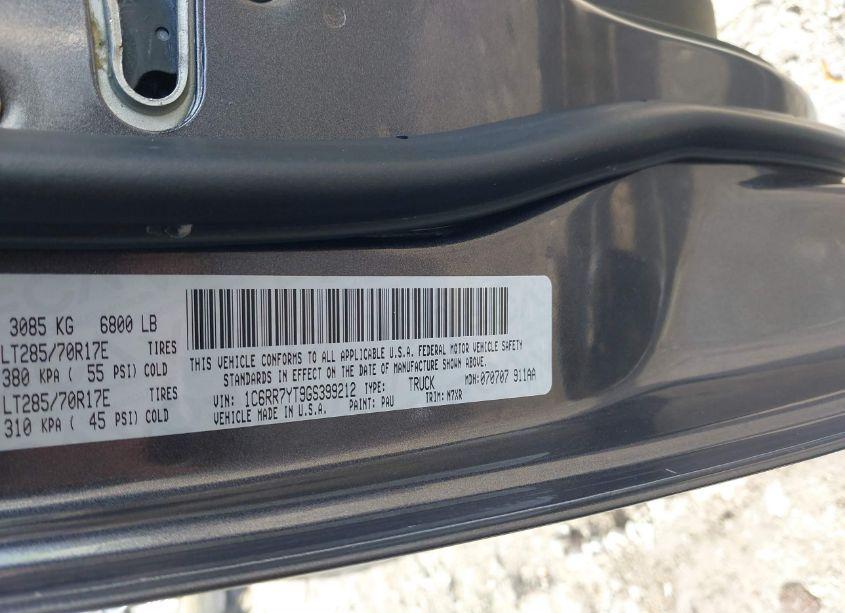 3085 KG 6800 LB
LT285/70R17E TIRES
380 KPA ( 55 PSI) COLD
LT285/70R17E TIRES
310 KPA ( 45 PSI) COLD
THIS VEHICLE CONFORMS TO ALL APPLICABLE U.S.A. FEDERAL MOTOR VEHICLE SAFETY
STANDARDS IN EFFECT ON THE DATE OF MANUFACTURE SHOWN ABOVE.
VIN: 1C6RR7YT9GS399212 TYPE: TRUCK MDH: 070707 911AA
VEHICLE MADE IN U.S.A. PAINT: PAU TRIM: M7XR